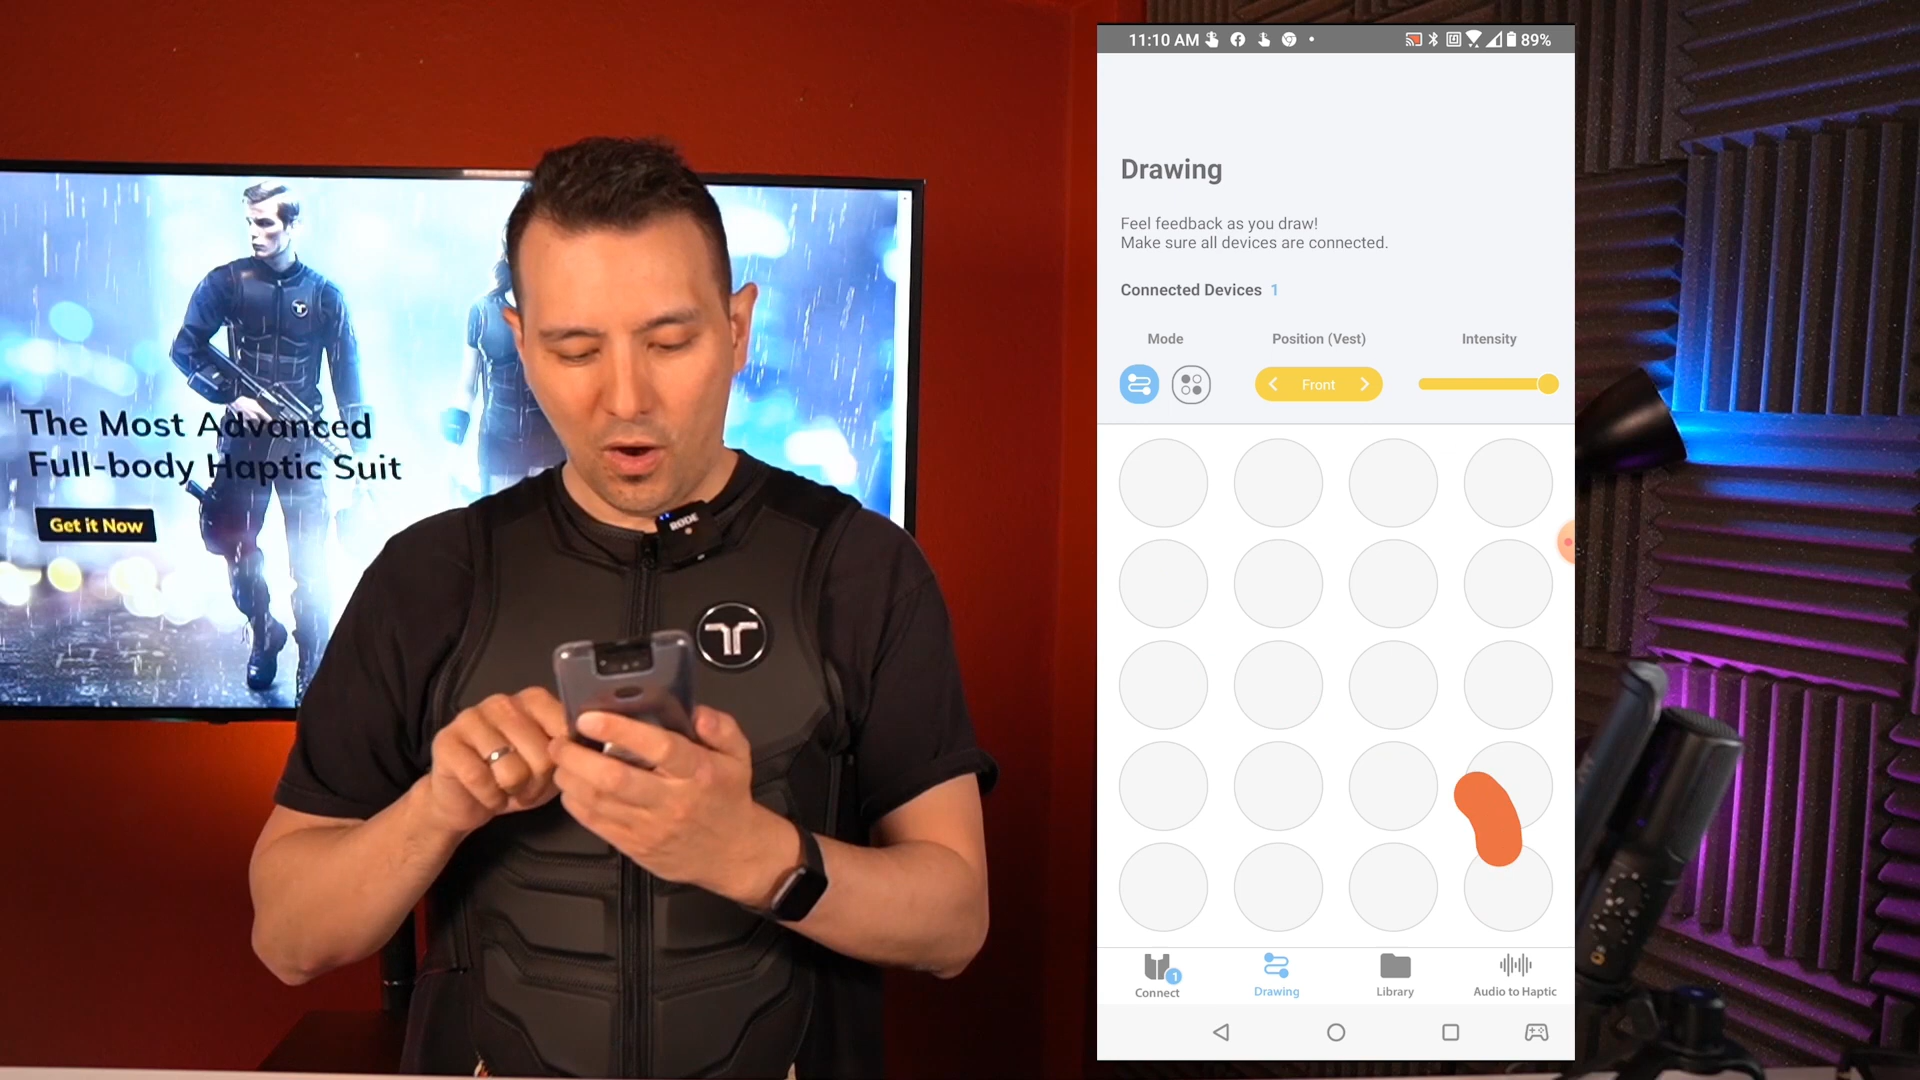 The Most Advanced
Full-body Haptic Suit
Get it Now
RODE
11:10 AM
89%
Drawing
Feel feedback as you draw!
Make sure all devices are connected.
Connected Devices 1
Mode
Position (Vest)
Intensity
Front
1
Connect
Drawing
Library
Audio to Haptic